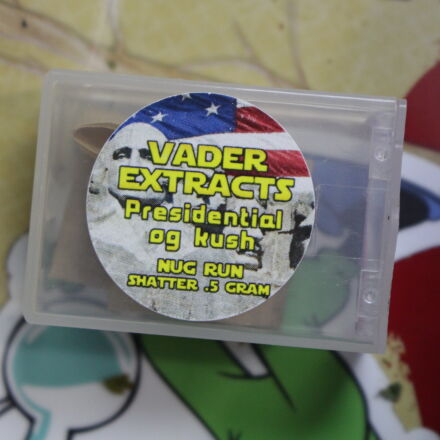 VADER
EXTRACTS
Presidential
og kush
NUG RUN
SHATTER .5 GRAM